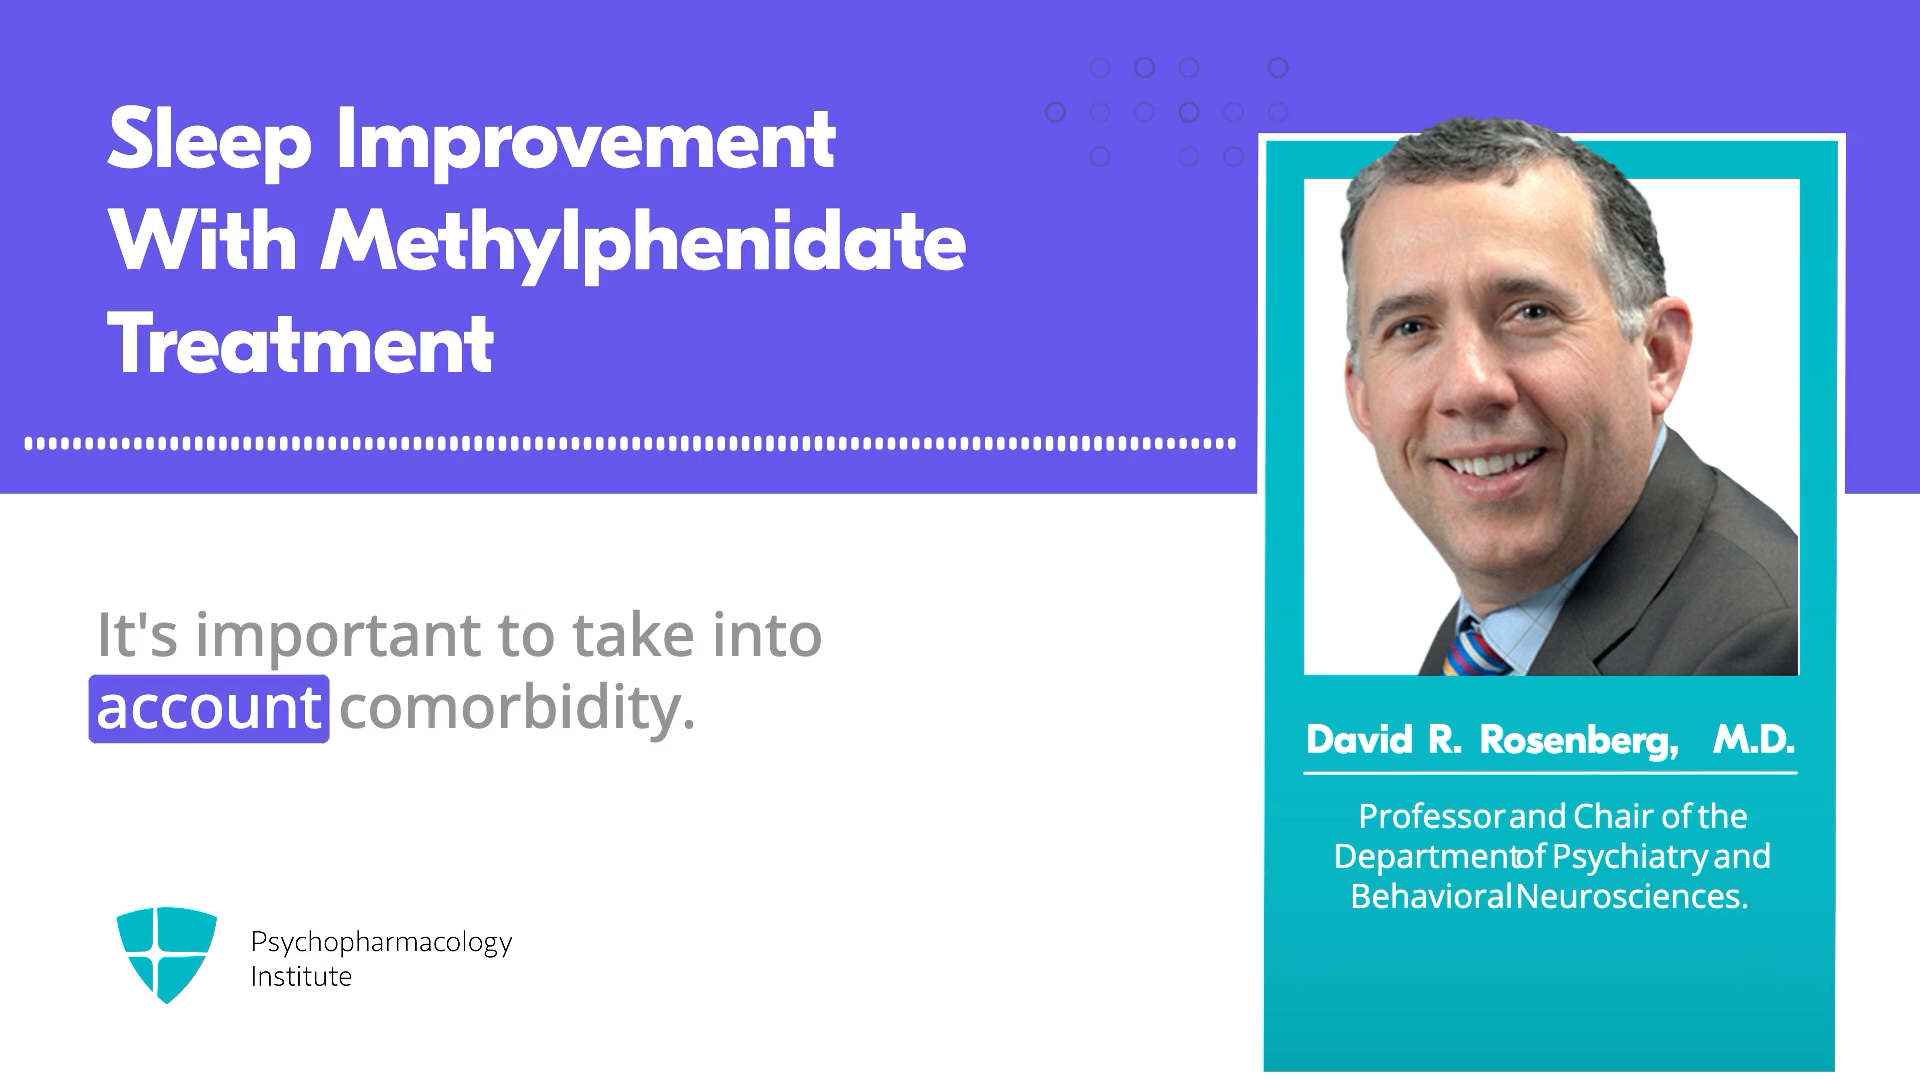 Sleep Improvement
With Methylphenidate
Treatment
It's important to take into
account comorbidity.
Psychopharmacology
Institute
David R. Rosenberg, M.D.
Professor and Chair of the
Department of Psychiatry and
Behavioral Neurosciences.